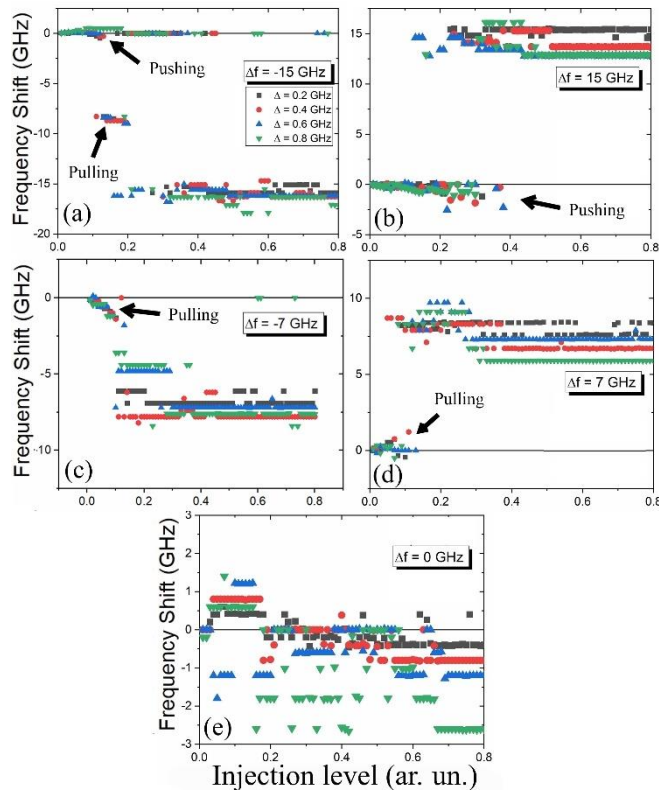 Frequency Shift (GHz)
0
-5
-10
-15
-20
Pushing
Pulling
Δf = -15 GHz
Δ = 0.2 GHz
Δ = 0.4 GHz
Δ = 0.6 GHz
Δ = 0.8 GHz
(a)
0.0 0.2 0.4 0.6 0.8
15
10
5
0
-5
Δf = 15 GHz
Pushing
(b)
0.0 0.2 0.4 0.6 0.8
Frequency Shift (GHz)
0
-5
-10
Pulling
Δf = -7 GHz
(c)
0.0 0.2 0.4 0.6 0.8
10
5
0
Δf = 7 GHz
Pulling
(d)
0.0 0.2 0.4 0.6 0.8
Frequency Shift (GHz)
3
2
1
0
-1
-2
-3
Δf = 0 GHz
(e)
0.0 0.2 0.4 0.6 0.8
Injection level (ar. un.)